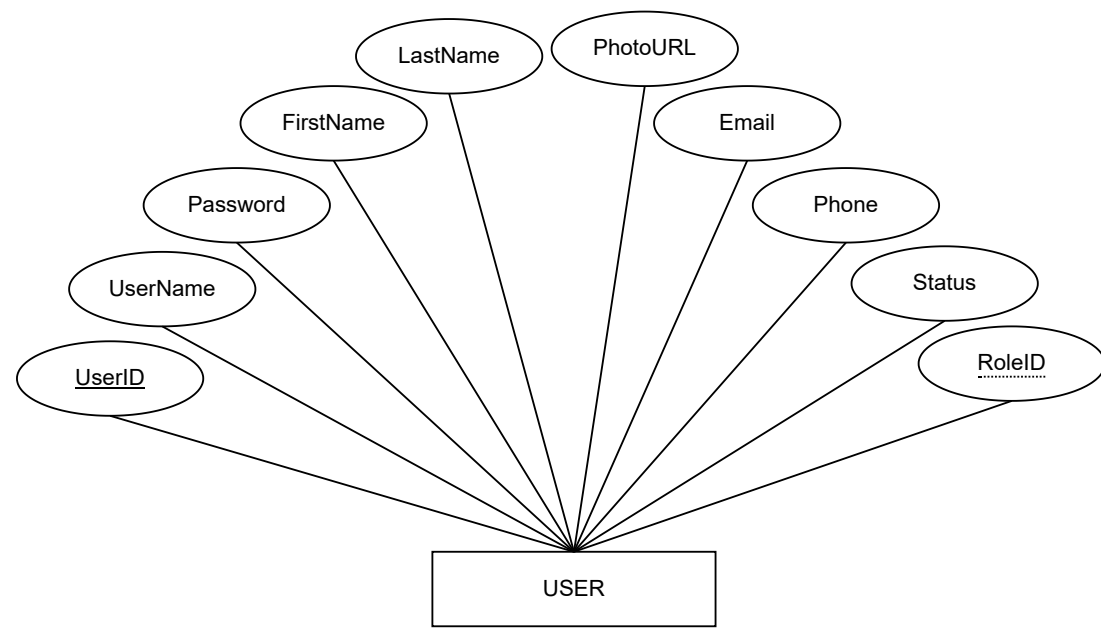 LastName
PhotoURL
FirstName
Email
Password
Phone
UserName
Status
UserID
RoleID
USER